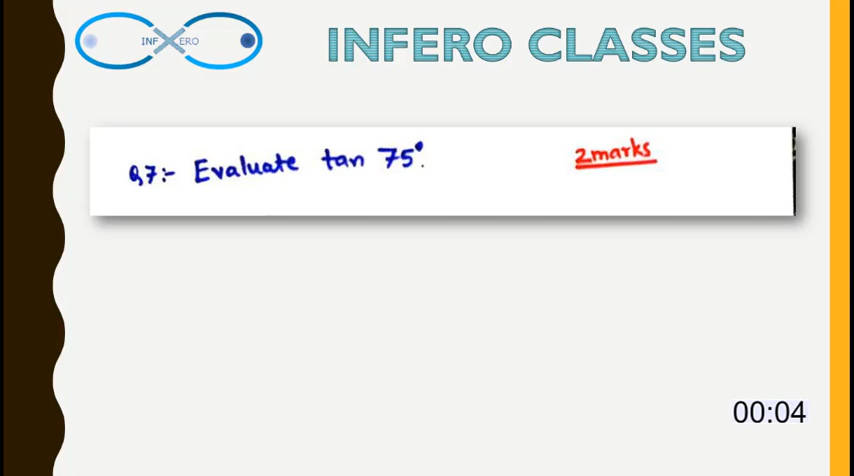 INF ERO
INFERO CLASSES
Q7:- Evaluate tan 75°.
2marks
00:04